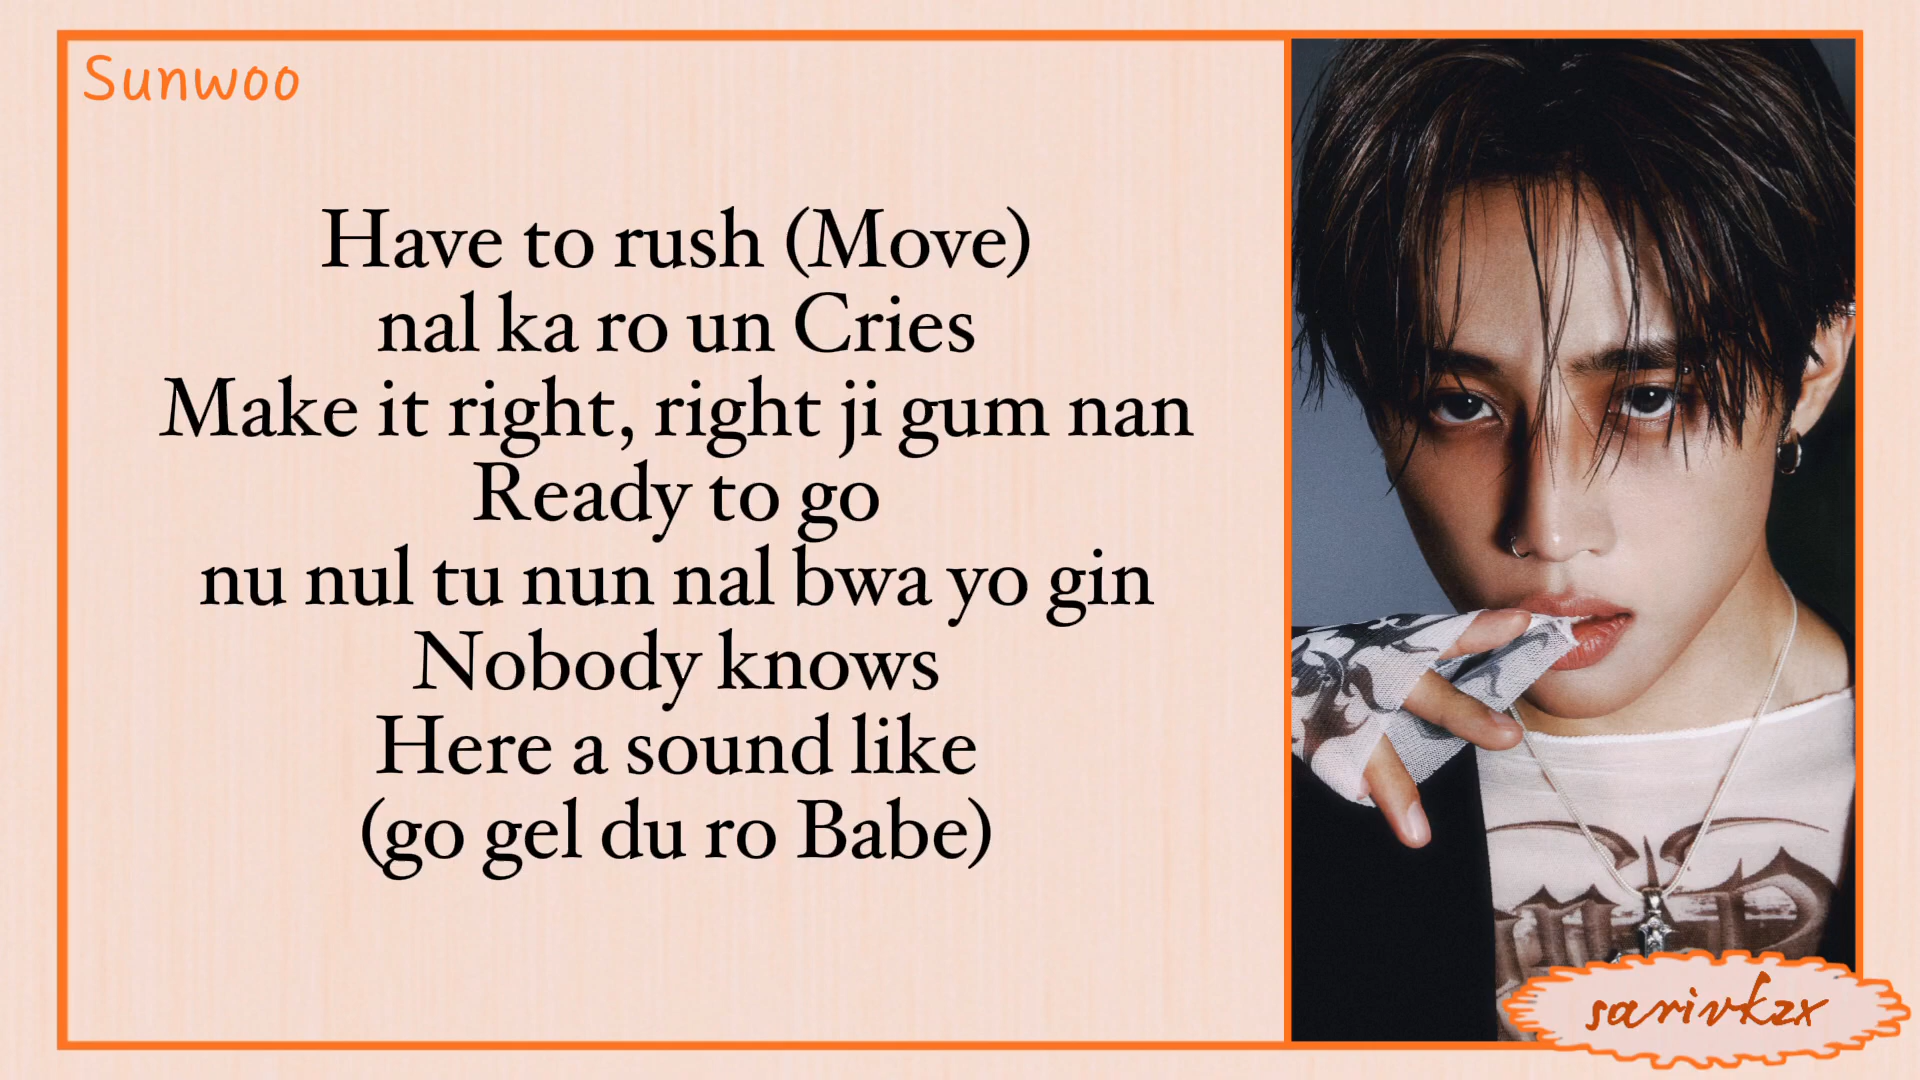 Sunwoo
Have to rush (Move)
nal ka ro un Cries
Make it right, right ji gum nan
Ready to go
nu nul tu nun nal bwa yo gin
Nobody knows
Here a sound like
(go gel du ro Babe)
sarivkzx